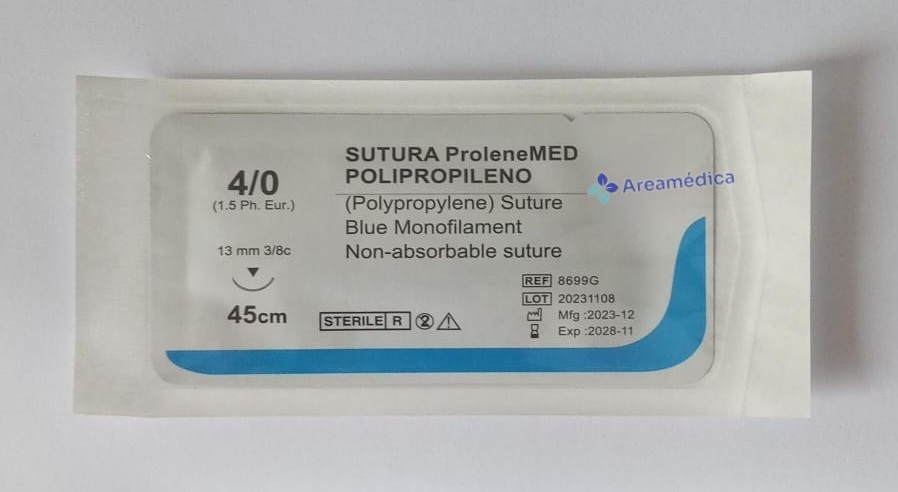 SUTURA ProleneMED
POLIPROPILENO
(Polypropylene) Suture
Blue Monofilament
Non-absorbable suture
Areamédica
4/0
(1.5 Ph. Eur.)
13 mm 3/8c
45cm
STERILE R 2
REF 8699G
LOT 20231108
Mfg :2023-12
Exp :2028-11